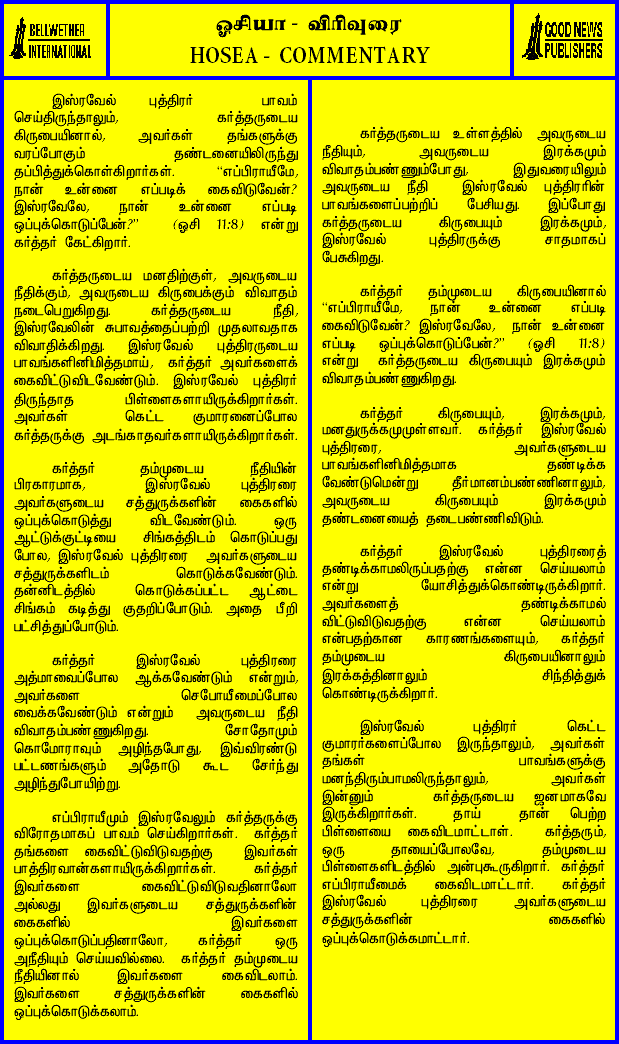 BELLWETHER
INTERNATIONAL
ஓசியா - விரிவுரை
HOSEA - COMMENTARY
GOOD NEWS
PUBLISHERS
இஸ்ரவேல் புத்திரர் பாவம்
செய்திருந்தாலும், கர்த்தருடைய
கிருபையினால், அவர்கள் தங்களுக்கு
வரப்போகும் தண்டனையிலிருந்து
தப்பித்துக்கொள்கிறார்கள். “எப்பிராயீமே,
நான் உன்னை எப்படிக் கைவிடுவேன்?
இஸ்ரவேலே, நான் உன்னை எப்படி
ஒப்புக்கொடுப்பேன்?” (ஓசி 11:8) என்று
கர்த்தர் கேட்கிறார்.
கர்த்தருடைய மனதிற்குள், அவருடைய
நீதிக்கும், அவருடைய கிருபைக்கும் விவாதம்
நடைபெறுகிறது. கர்த்தருடைய நீதி,
இஸ்ரவேலின் சுபாவத்தைப்பற்றி முதலாவதாக
விவாதிக்கிறது. இஸ்ரவேல் புத்திரருடைய
பாவங்களினிமித்தமாய், கர்த்தர் அவர்களைக்
கைவிட்டுவிடவேண்டும். இஸ்ரவேல் புத்திரர்
திருந்தாத பிள்ளைகளாயிருக்கிறார்கள்.
அவர்கள் கெட்ட குமாரனைப்போல
கர்த்தருக்கு அடங்காதவர்களாயிருக்கிறார்கள்.
கர்த்தர் தம்முடைய நீதியின்
பிரகாரமாக, இஸ்ரவேல் புத்திரரை
அவர்களுடைய சத்துருக்களின் கைகளில்
ஒப்புக்கொடுத்து விடவேண்டும். ஒரு
ஆட்டுக்குட்டியை சிங்கத்திடம் கொடுப்பது
போல, இஸ்ரவேல் புத்திரரை அவர்களுடைய
சத்துருக்களிடம் கொடுக்கவேண்டும்.
தன்னிடத்தில் கொடுக்கப்பட்ட ஆட்டை
சிங்கம் கடித்து குதறிப்போடும். அதை பீறி
பட்சித்துப்போடும்.
கர்த்தர் இஸ்ரவேல் புத்திரரை
அத்மாவைப்போல ஆக்கவேண்டும் என்றும்,
அவர்களை செபோயீமைப்போல
வைக்கவேண்டும் என்றும் அவருடைய நீதி
விவாதம்பண்ணுகிறது. சோதோமும்
கொமோராவும் அழிந்தபோது, இவ்விரண்டு
பட்டணங்களும் அதோடு கூட சேர்ந்து
அழிந்துபோயிற்று.
எப்பிராயீமும் இஸ்ரவேலும் கர்த்தருக்கு
விரோதமாகப் பாவம் செய்கிறார்கள். கர்த்தர்
தங்களை கைவிட்டுவிடுவதற்கு இவர்கள்
பாத்திரவான்களாயிருக்கிறார்கள். கர்த்தர்
இவர்களை கைவிட்டுவிடுவதினாலோ
அல்லது இவர்களுடைய சத்துருக்களின்
கைகளில் இவர்களை
ஒப்புக்கொடுப்பதினாலோ, கர்த்தர் ஒரு
அநீதியும் செய்யவில்லை. கர்த்தர் தம்முடைய
நீதியினால் இவர்களை கைவிடலாம்.
இவர்களை சத்துருக்களின் கைகளில்
ஒப்புக்கொடுக்கலாம்.
கர்த்தருடைய உள்ளத்தில் அவருடைய
நீதியும், அவருடைய இரக்கமும்
விவாதம்பண்ணும்போது, இதுவரையிலும்
அவருடைய நீதி இஸ்ரவேல் புத்திரரின்
பாவங்களைப்பற்றிப் பேசியது. இப்போது
கர்த்தருடைய கிருபையும் இரக்கமும்,
இஸ்ரவேல் புத்திரருக்கு சாதமாகப்
பேசுகிறது.
கர்த்தர் தம்முடைய கிருபையினால்
“எப்பிராயீமே, நான் உன்னை எப்படி
கைவிடுவேன்? இஸ்ரவேலே, நான் உன்னை
எப்படி ஒப்புக்கொடுப்பேன்?” (ஓசி 11:8)
என்று கர்த்தருடைய கிருபையும் இரக்கமும்
விவாதம்பண்ணுகிறது.
கர்த்தர் கிருபையும், இரக்கமும்,
மனதுருக்கமுமுள்ளவர். கர்த்தர் இஸ்ரவேல்
புத்திரரை, அவர்களுடைய
பாவங்களினிமித்தமாக தண்டிக்க
வேண்டுமென்று தீர்மானம்பண்ணினாலும்,
அவருடைய கிருபையும் இரக்கமும்
தண்டனையைத் தடைபண்ணிவிடும்.
கர்த்தர் இஸ்ரவேல் புத்திரரைத்
தண்டிக்காமலிருப்பதற்கு என்ன செய்யலாம்
என்று யோசித்துக்கொண்டிருக்கிறார்.
அவர்களைத் தண்டிக்காமல்
விட்டுவிடுவதற்கு என்ன செய்யலாம்
என்பதற்கான காரணங்களையும், கர்த்தர்
தம்முடைய கிருபையினாலும்
இரக்கத்தினாலும் சிந்தித்துக்
கொண்டிருக்கிறார்.
இஸ்ரவேல் புத்திரர் கெட்ட
குமாரர்களைப்போல இருந்தாலும், அவர்கள்
தங்கள் பாவங்களுக்கு
மனந்திரும்பாமலிருந்தாலும், அவர்கள்
இன்னும் கர்த்தருடைய ஜனமாகவே
இருக்கிறார்கள். தாய் தான் பெற்ற
பிள்ளையை கைவிடமாட்டாள். கர்த்தரும்,
ஒரு தாயைப்போலவே, தம்முடைய
பிள்ளைகளிடத்தில் அன்புகூருகிறார். கர்த்தர்
எப்பிராயீமைக் கைவிடமாட்டார். கர்த்தர்
இஸ்ரவேல் புத்திரரை அவர்களுடைய
சத்துருக்களின் கைகளில்
ஒப்புக்கொடுக்கமாட்டார்.